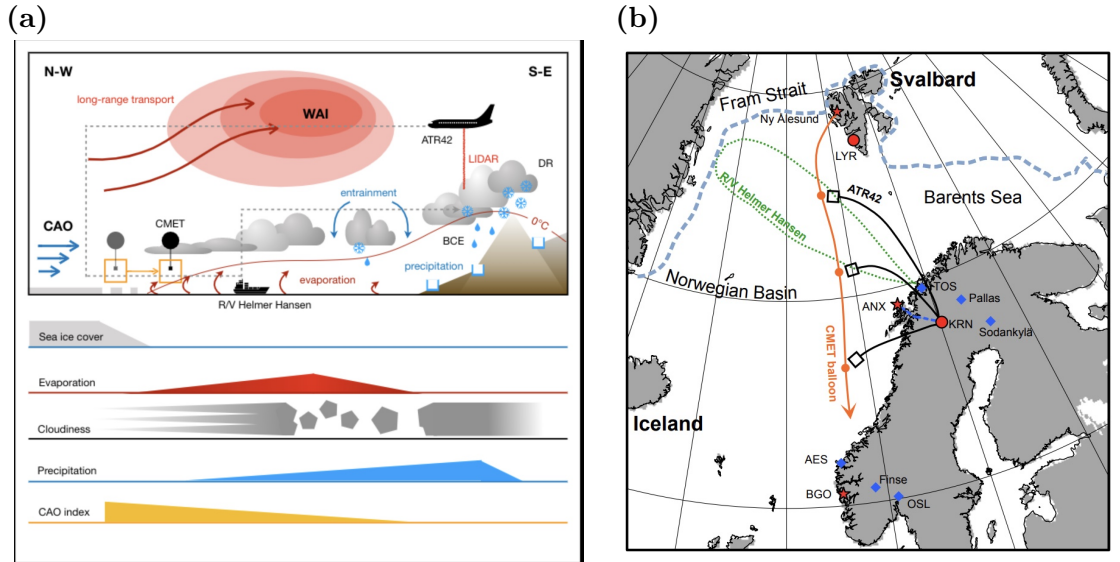 (a)
N-W
S-E
long-range transport
WAI
ATR42
LIDAR
DR
entrainment
0°C
CAO
CMET
BCE
precipitation
evaporation
R/V Helmer Hansen
Sea ice cover
Evaporation
Cloudiness
Precipitation
CAO index
(b)
Svalbard
Fram Strait
Ny Alesund
LYR
R/V Helmer Hansen
ATR42
Barents Sea
Norwegian Basin
TOS
ANX
Pallas
KRN
Sodankylä
CMET balloon
Iceland
AES
Finse
BGO
OSL